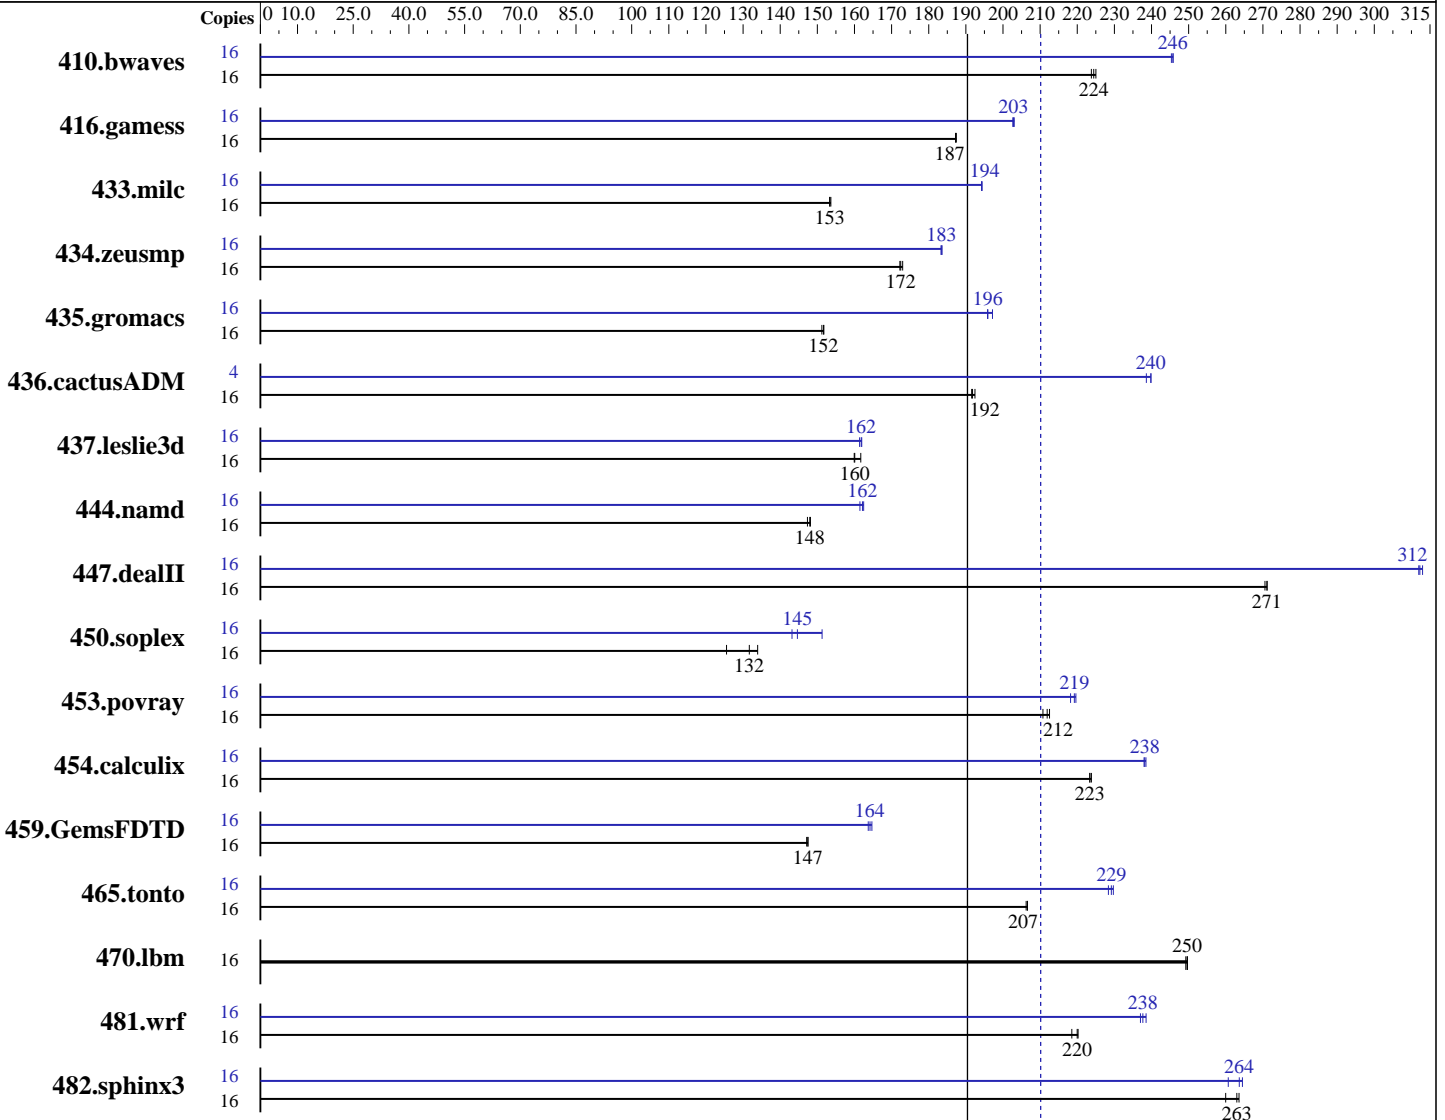 Copies 0 10.0 25.0 40.0 55.0 70.0 85.0 100 110 120 130 140 150 160 170 180 190 200 210 220 230 240 250 260 270 280 290 300 315
410.bwaves 16 246
16 224
416.gamess 16 203
16 187
433.milc 16 194
16 153
434.zeusmp 16 183
16 172
435.gromacs 16 196
16 152
436.cactusADM 4 240
16 192
437.leslie3d 16 162
16 160
444.namd 16 162
16 148
447.dealII 16 312
16 271
450.soplex 16 145
16 132
453.povray 16 219
16 212
454.calculix 16 238
16 223
459.GemsFDTD 16 164
16 147
465.tonto 16 229
16 207
470.lbm 16 250
481.wrf 16 238
16 220
482.sphinx3 16 264
16 263